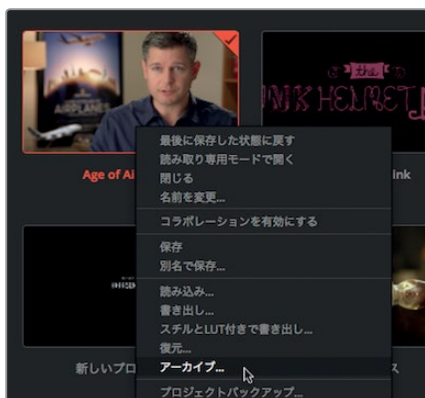 AIRPLANES
the
PINK HELMET
Age of Ai
ink
最後に保存した状態に戻す
読み取り専用モードで開く
閉じる
名前を変更...
コラボレーションを有効にする
保存
別名で保存...
読み込み...
書き出し...
スチルとLUT付きで書き出し...
復元...
新しいプロ
アーカイブ...
ス
プロジェクトバックアップ...